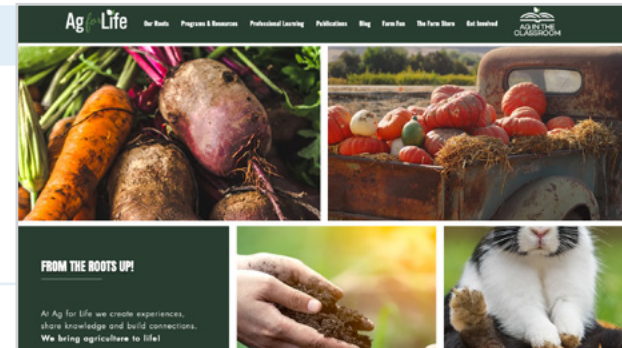 Ag for Life
Our Roots Programs & Resources Professional Learning Publications Blog Farm Fun The Farm Store Get Involved
AG IN THE
CLASSROOM
FROM THE ROOTS UP!
At Ag for Life we create experiences,
share knowledge and build connections.
We bring agriculture to life!